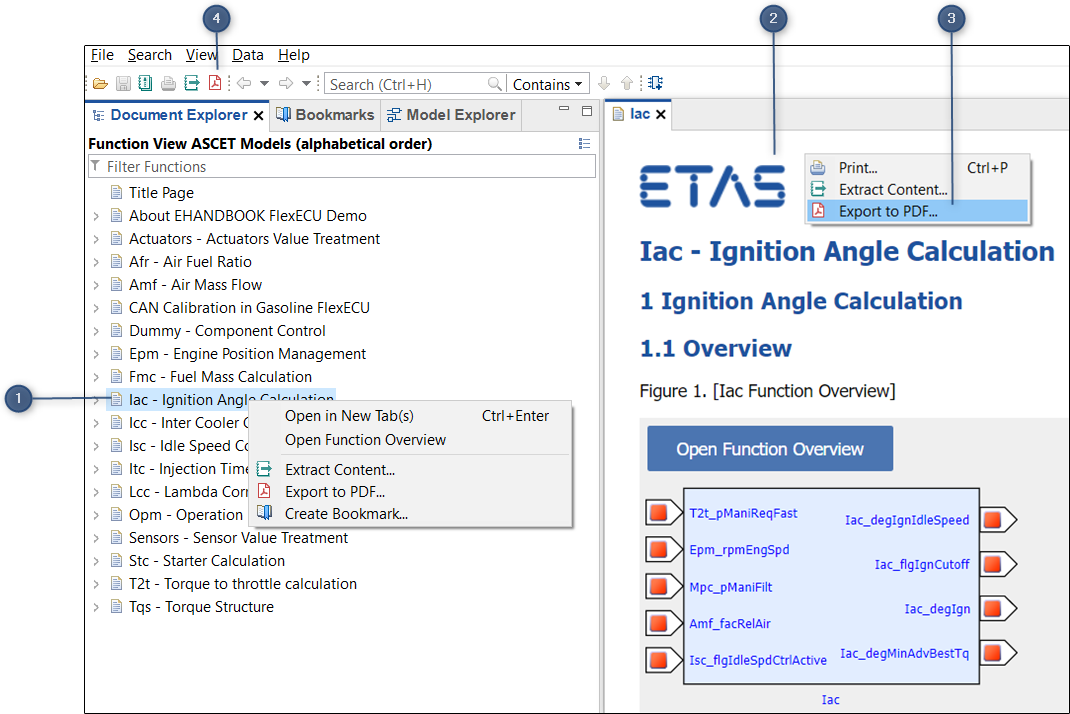 4
2
3
File Search View Data Help
Search (Ctrl+H) Contains
Document Explorer Bookmarks Model Explorer
Iac
Function View ASCET Models (alphabetical order)
Filter Functions
Title Page
About EHANDBOOK FlexECU Demo
Actuators - Actuators Value Treatment
Afr - Air Fuel Ratio
Amf - Air Mass Flow
CAN Calibration in Gasoline FlexECU
Dummy - Component Control
Epm - Engine Position Management
Fmc - Fuel Mass Calculation
1
Iac - Ignition Angle Calculation
Icc - Inter Cooler
Isc - Idle Speed
Itc - Injection
Lcc - Lambda
Opm - Operation
Sensors - Sensor Value Treatment
Stc - Starter Calculation
T2t - Torque to throttle calculation
Tqs - Torque Structure
Open in New Tab(s) Ctrl+Enter
Open Function Overview
Extract Content...
Export to PDF...
Create Bookmark...
ETAS
Print... Ctrl+P
Extract Content...
Export to PDF...
Iac - Ignition Angle Calculation
1 Ignition Angle Calculation
1.1 Overview
Figure 1. [Iac Function Overview]
Open Function Overview
T2t_pManiReqFast
Epm_rpmEngSpd
Mpc_pManiFilt
Amf_facRelAir
Isc_flgIdleSpdCtrlActive
Iac_degIgnIdleSpeed
Iac_flgIgnCutoff
Iac_degIgn
Iac_degMinAdvBestTq
Iac